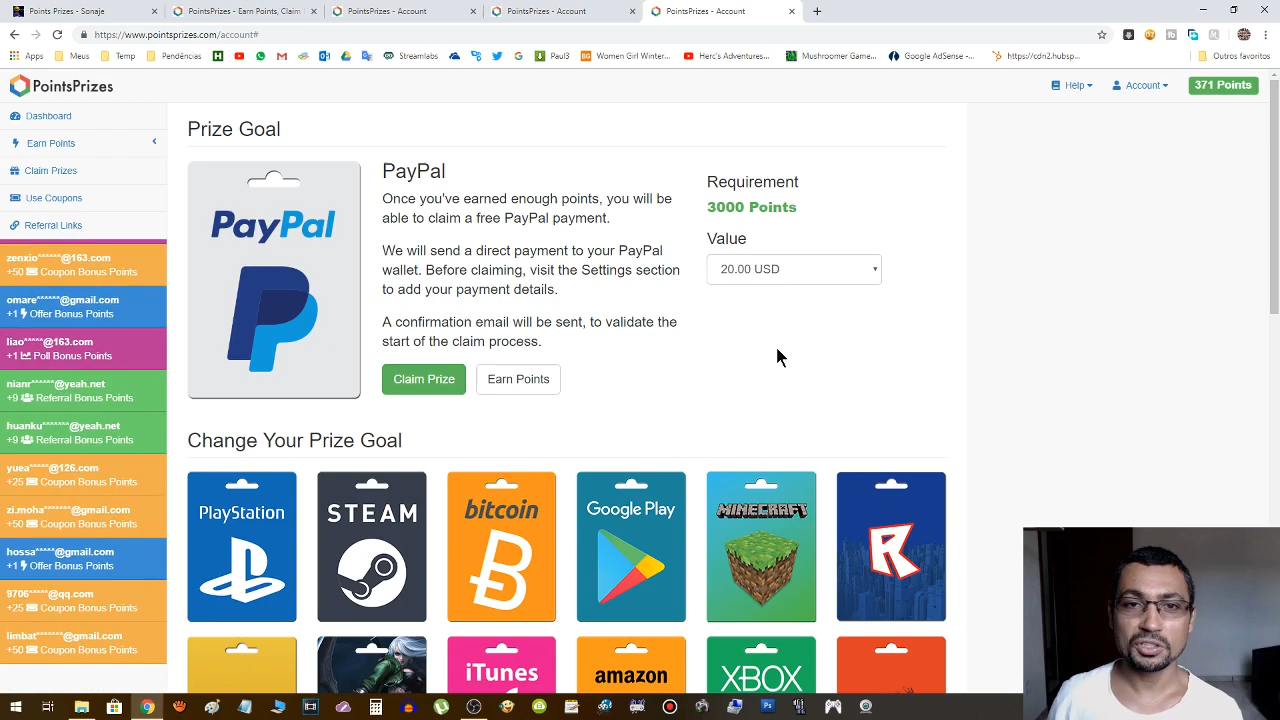 Points Prizes - Sonaje
PointsPrizes - Earn Points, Claim
PointsPrizes - Account
PointsPrizes - Account
PointsPrizes - Account
https://www.pointsprizes.com/account#
Apps
Meus
Temp
Pendências
Streamlabs
Paul3
Women Girl Winter...
Herc's Adventures...
Mushroomer Game...
Google AdSense -...
https://cdn2.hubsp...
Outros favoritos
PointsPrizes
Help
Account
371 Points
Dashboard
Earn Points
Claim Prizes
Use Coupons
Referral Links
zenxio******@163.com
+50 Coupon Bonus Points
omare******@gmail.com
+1 Offer Bonus Points
liao*****@163.com
+1 Poll Bonus Points
nianr******@yeah.net
+9 Referral Bonus Points
huanku*******@yeah.net
+9 Referral Bonus Points
yuea*****@126.com
+25 Coupon Bonus Points
zi.moha*******@gmail.com
+50 Coupon Bonus Points
hossa*****@gmail.com
+1 Offer Bonus Points
9706*****@qq.com
+25 Coupon Bonus Points
limbat******@gmail.com
+50 Coupon Bonus Points
Prize Goal
PayPal
PayPal
Once you've earned enough points, you will be
able to claim a free PayPal payment.
We will send a direct payment to your PayPal
wallet. Before claiming, visit the Settings section
to add your payment details.
A confirmation email will be sent, to validate the
start of the claim process.
Claim Prize
Earn Points
Requirement
3000 Points
Value
20.00 USD
Change Your Prize Goal
PlayStation
STEAM
bitcoin
Google Play
MINECRAFT
iTunes
amazon
XBOX